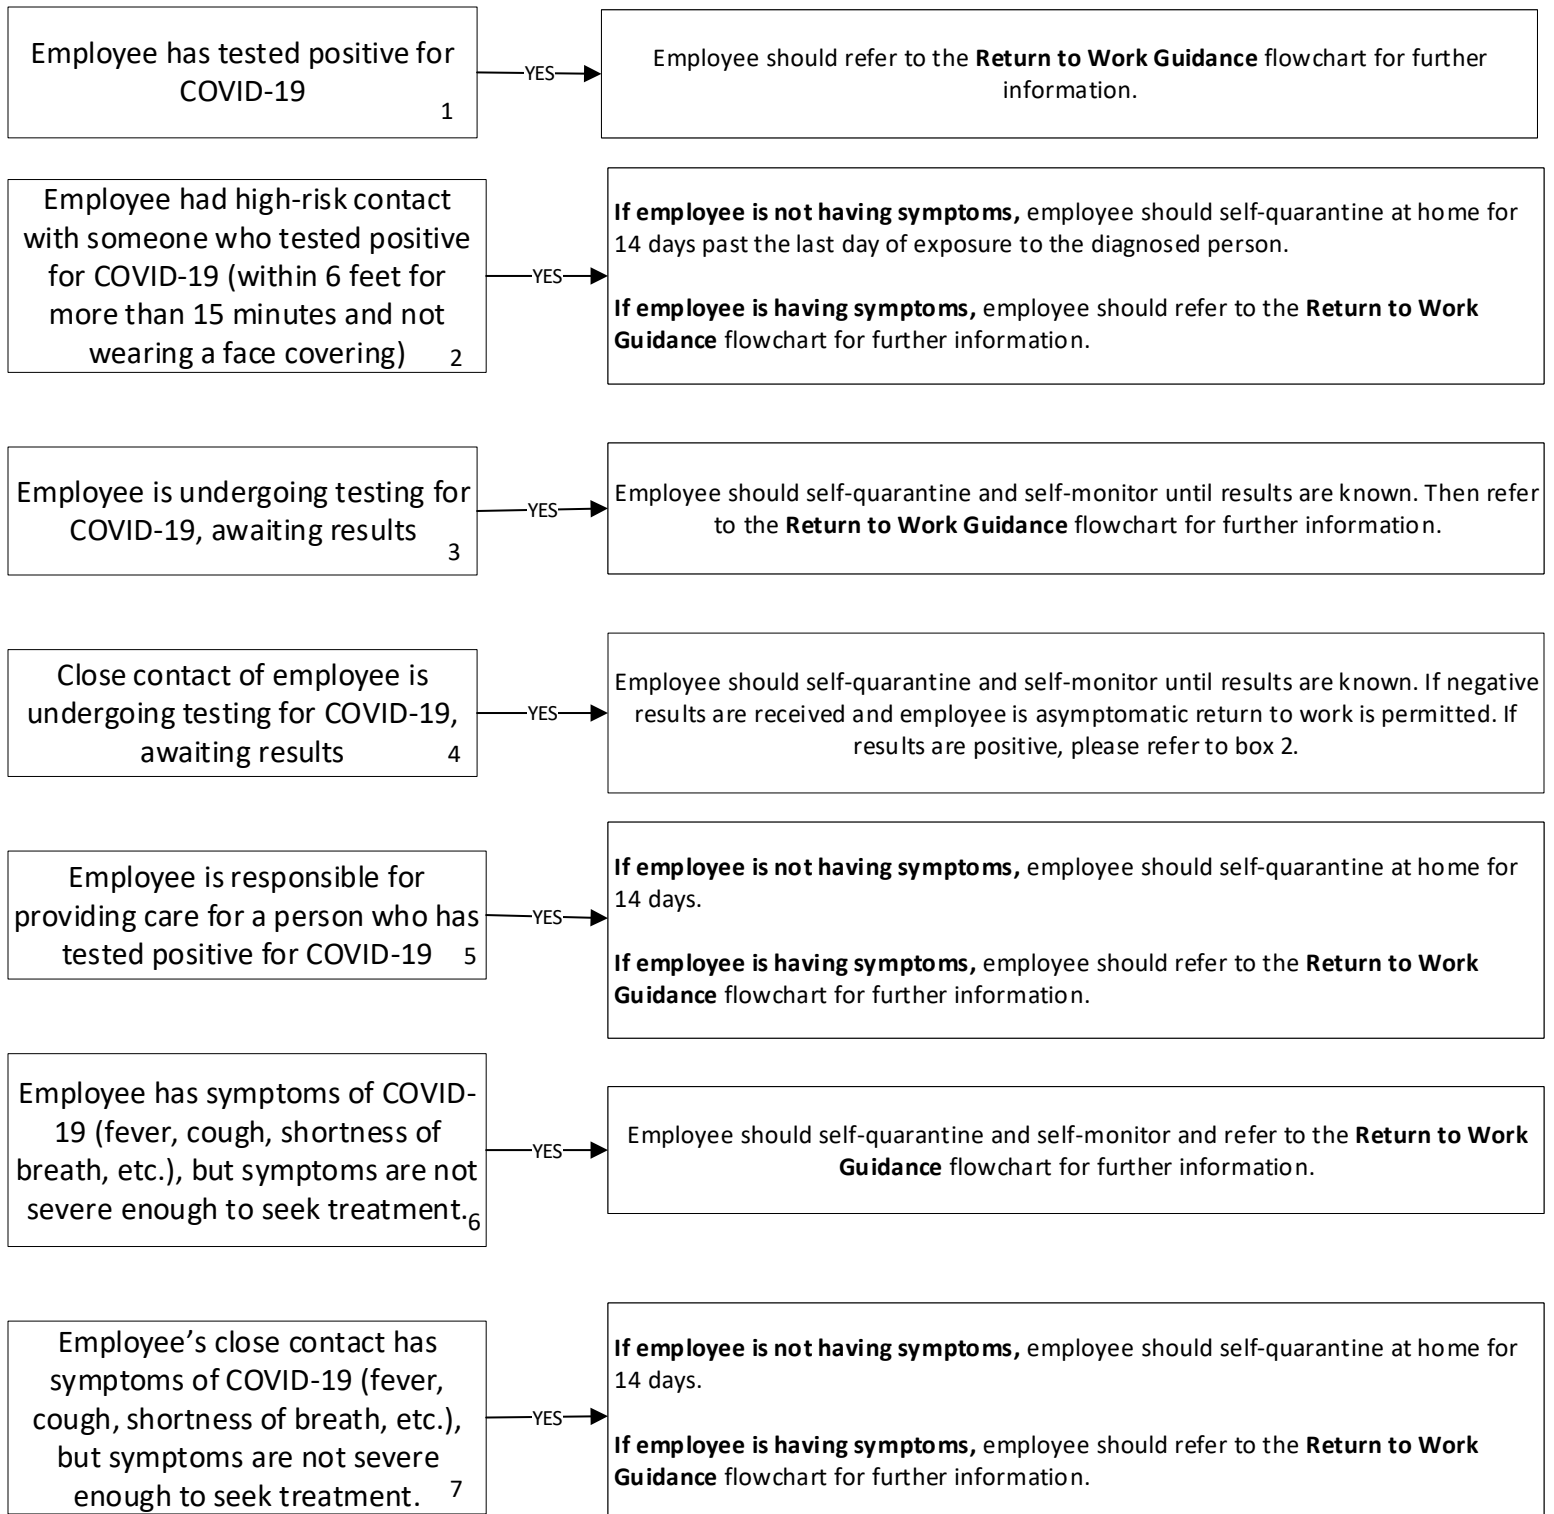 Employee has tested positive for
COVID-19
1
YES
Employee should refer to the Return to Work Guidance flowchart for further
information.
Employee had high-risk contact
with someone who tested positive
for COVID-19 (within 6 feet for
more than 15 minutes and not
wearing a face covering)
2
YES
If employee is not having symptoms, employee should self-quarantine at home for
14 days past the last day of exposure to the diagnosed person.
If employee is having symptoms, employee should refer to the Return to Work
Guidance flowchart for further information.
Employee is undergoing testing for
COVID-19, awaiting results
3
YES
Employee should self-quarantine and self-monitor until results are known. Then refer
to the Return to Work Guidance flowchart for further information.
Close contact of employee is
undergoing testing for COVID-19,
awaiting results
4
YES
Employee should self-quarantine and self-monitor until results are known. If negative
results are received and employee is asymptomatic return to work is permitted. If
results are positive, please refer to box 2.
Employee is responsible for
providing care for a person who has
tested positive for COVID-19
5
YES
If employee is not having symptoms, employee should self-quarantine at home for
14 days.
If employee is having symptoms, employee should refer to the Return to Work
Guidance flowchart for further information.
Employee has symptoms of COVID-
19 (fever, cough, shortness of
breath, etc.), but symptoms are not
severe enough to seek treatment.
6
YES
Employee should self-quarantine and self-monitor and refer to the Return to Work
Guidance flowchart for further information.
Employee’s close contact has
symptoms of COVID-19 (fever,
cough, shortness of breath, etc.),
but symptoms are not severe
enough to seek treatment.
7
YES
If employee is not having symptoms, employee should self-quarantine at home for
14 days.
If employee is having symptoms, employee should refer to the Return to Work
Guidance flowchart for further information.